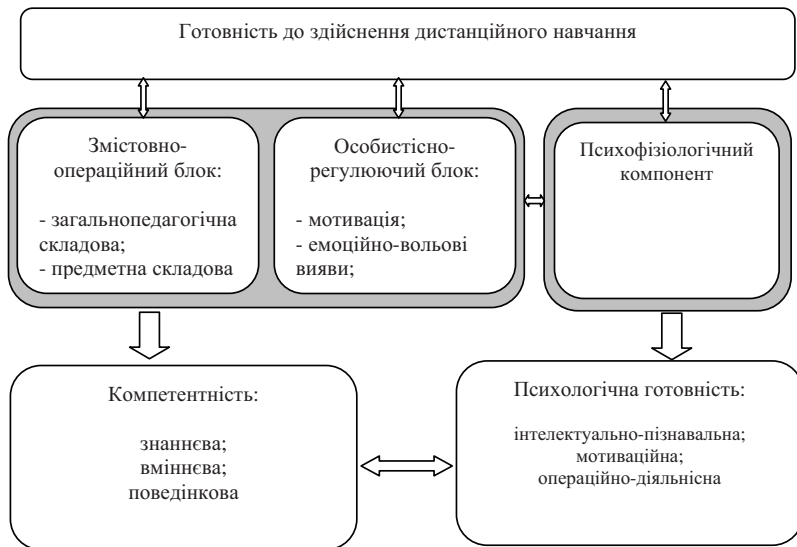 Готовність до здійснення дистанційного навчання
Змістовно-
операційний блок:
- загальнопедагогічна
складова;
- предметна складова
Особистісно-
регулюючий блок:
- мотивація;
- емоційно-вольові
вияви;
Психофізіологічний
компонент
Компетентність:
знаннєва;
вміннєва;
поведінкова
Психологічна готовність:
інтелектуально-пізнавальна;
мотиваційна;
операційно-діяльнісна